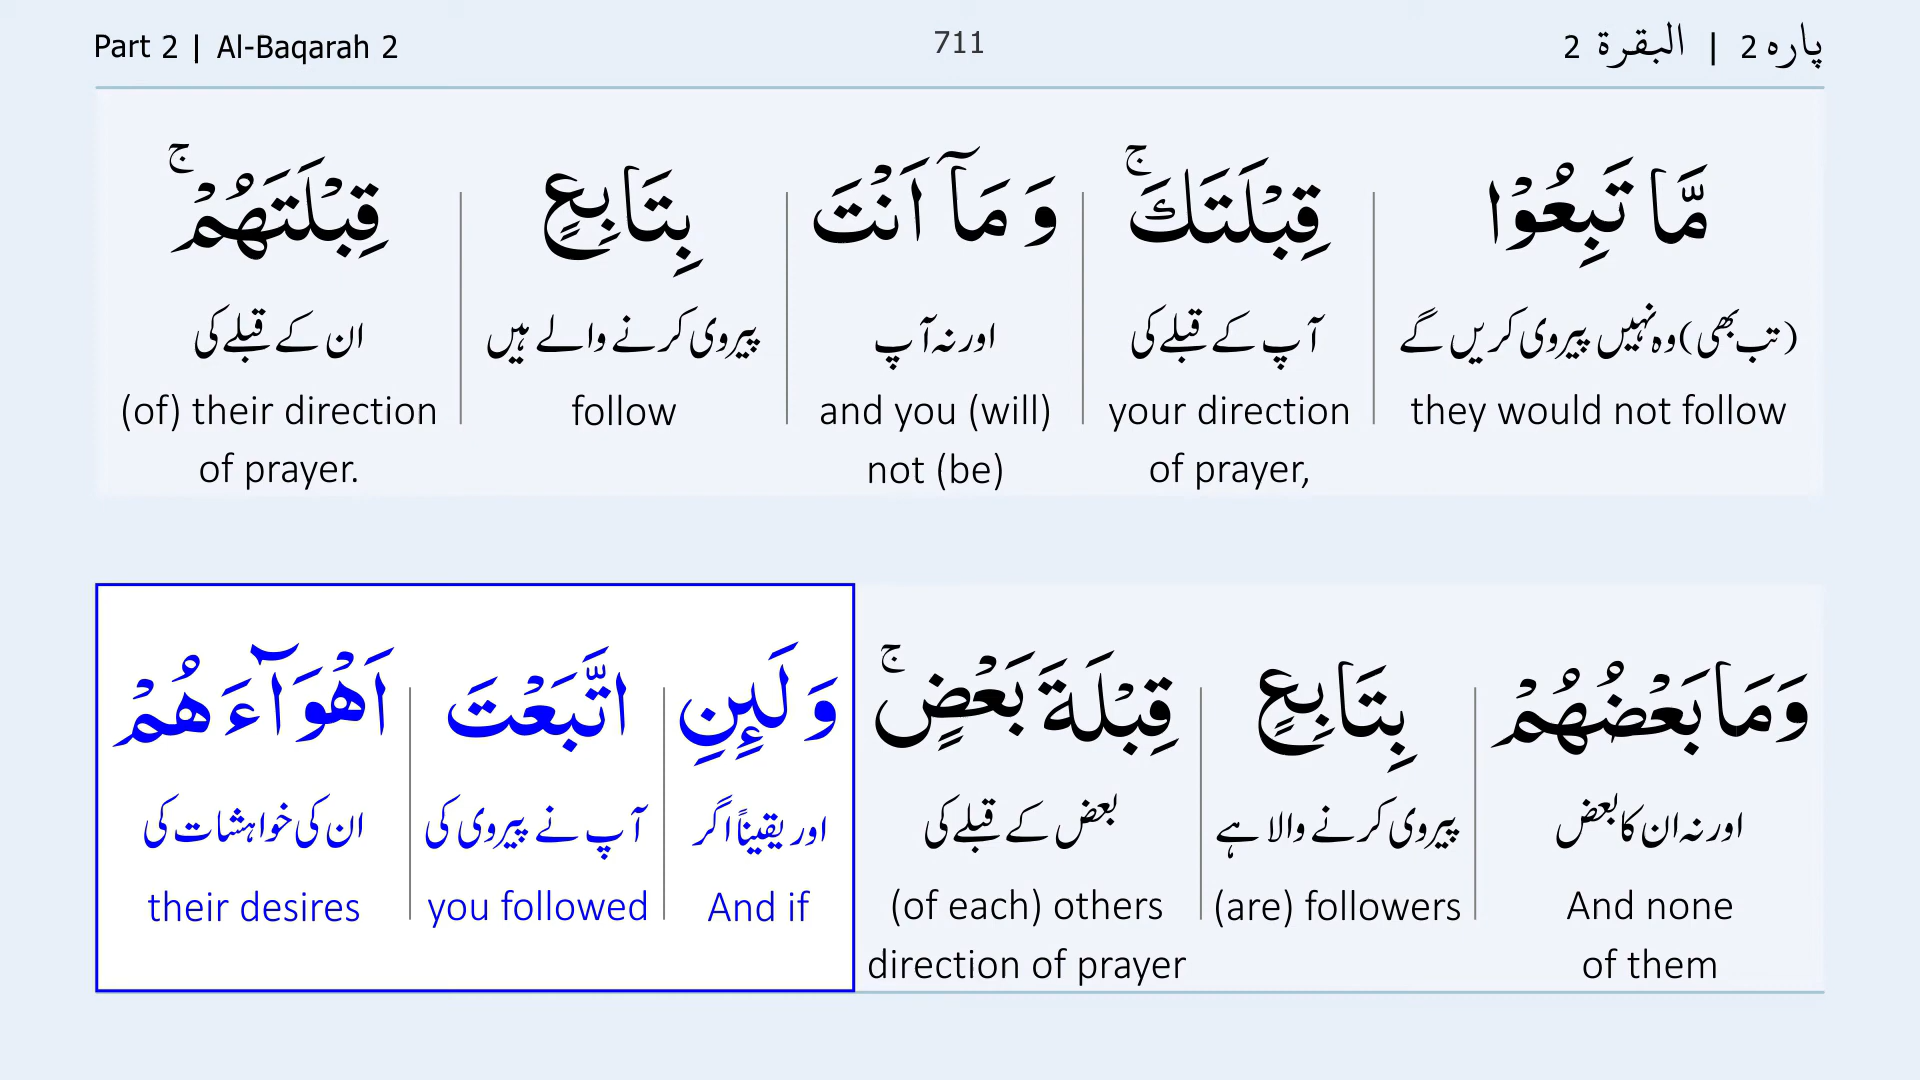 Part 2 | Al-Baqarah 2
711
پارہ 2 | البقرة 2
مَّا تَبِعُوْا قِبْلَتَكَ ۚ وَ مَاۤ اَنْتَ بِتَابِعٍ قِبْلَتَهُمْ ۚ
(تب بھی) وہ نہیں پیروی کریں گے آپ کے قبلے کی اور نہ آپ پیروی کرنے والے ہیں ان کے قبلے کی
they would not follow your direction and you (will) follow (of) their direction
of prayer, not (be) of prayer.
وَمَا بَعْضُهُمْ بِتَابِعٍ قِبْلَةَ بَعْضٍ ۚ وَ لَىِٕنِ اتَّبَعْتَ اَهْوَآءَهُمْ
اور نہ ان کا بعض پیروی کرنے والا ہے بعض کے قبلے کی اور یقیناً اگر آپ نے پیروی کی ان کی خواہشات کی
And none (are) followers (of each) others And if you followed their desires
of them direction of prayer